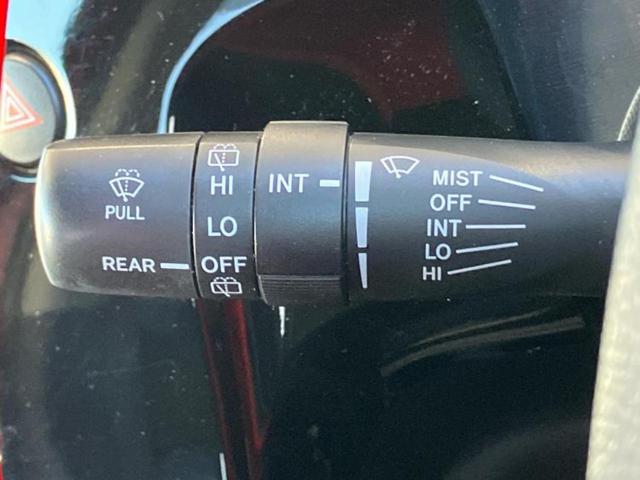 PULL
REAR
HI
LO
OFF
INT
MIST
OFF
INT
LO
HI